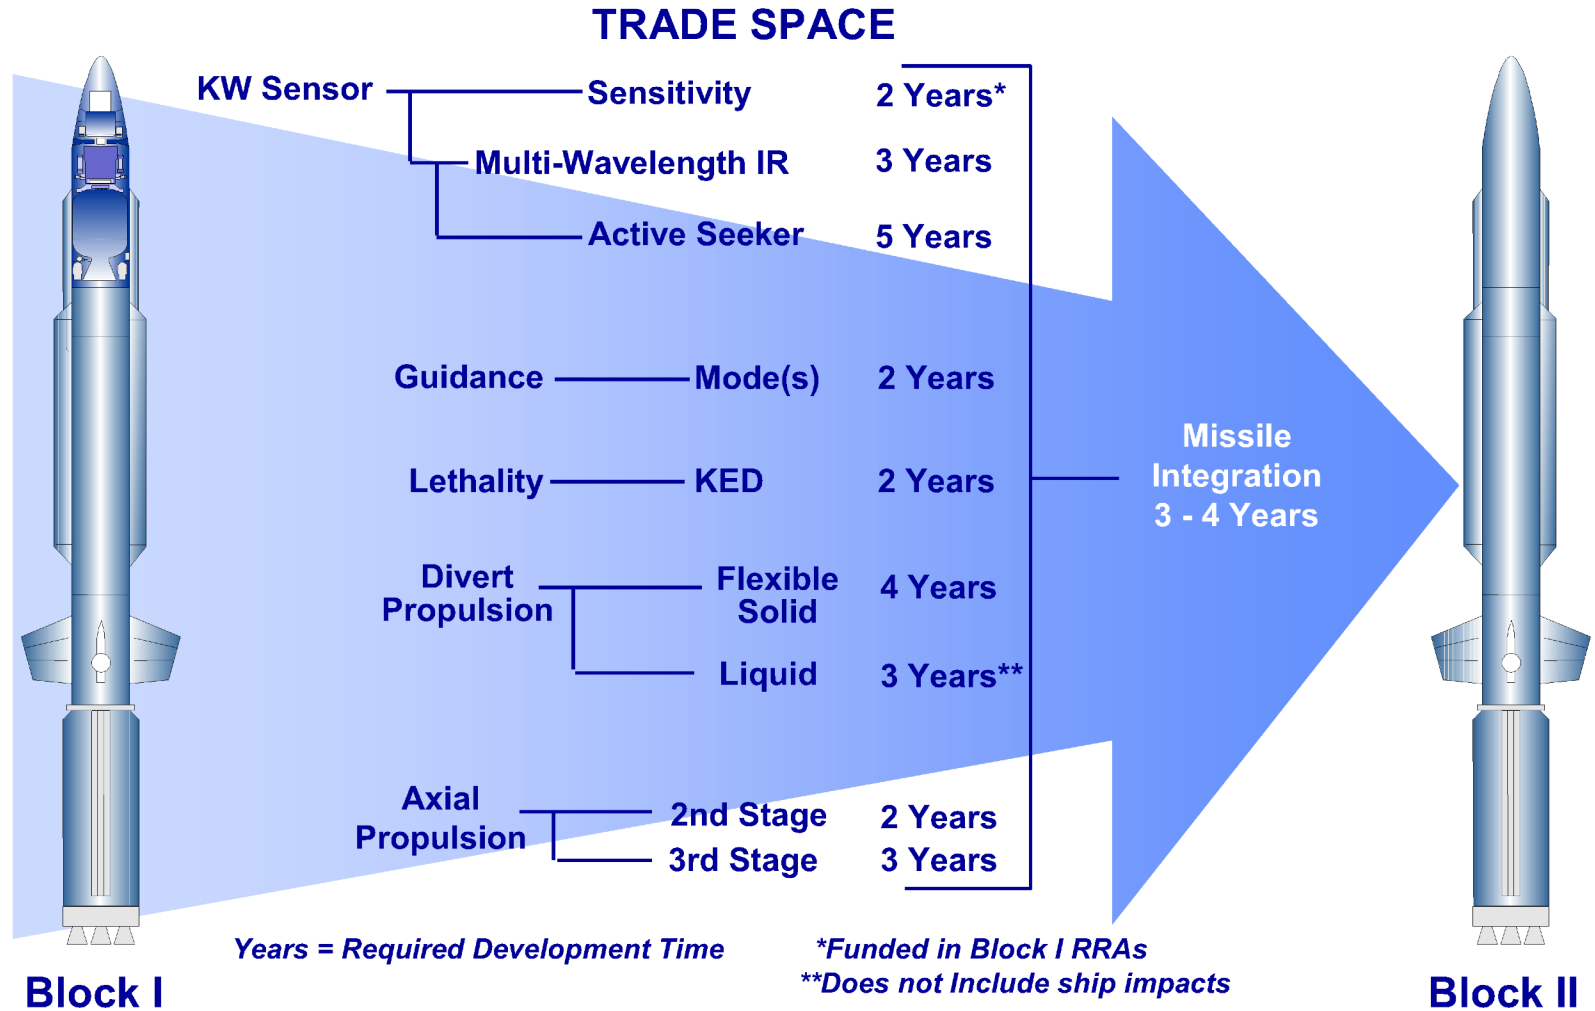 TRADE SPACE
KW Sensor
Sensitivity
2 Years*
Multi-Wavelength IR
3 Years
Active Seeker
5 Years
Guidance
Mode(s)
2 Years
Lethality
KED
2 Years
Missile
Integration
3 - 4 Years
Divert
Propulsion
Flexible
Solid
4 Years
Liquid
3 Years**
Axial
Propulsion
2nd Stage
2 Years
3rd Stage
3 Years
Years = Required Development Time
*Funded in Block I RRAs
**Does not Include ship impacts
Block I
Block II